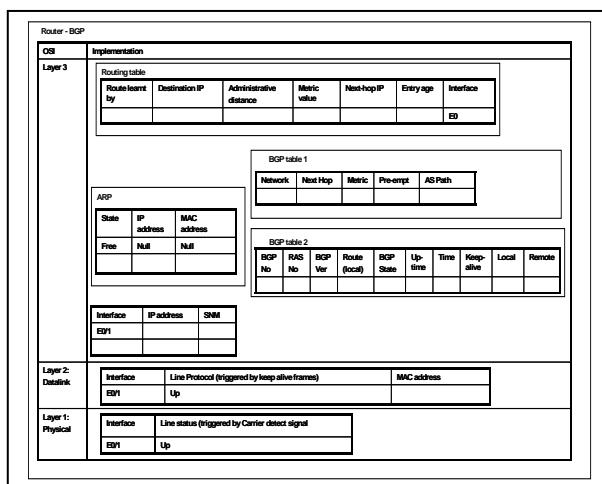 Router - BGP
OSI Implementation
Layer 3
Routing table
Route learnt by Destination IP Administrative distance Metric value Next-hop IP Entry age Interface
E0
BGP table 1
Network Next Hop Metric Pre-empt AS Path
ARP
State IP address MAC address
Free Null Null
BGP table 2
BGP No RAS No BGP Ver Route (local) BGP State Up-time Time Keep-alive Local Remote
Interface IP address SNM
E0/1
Layer 2: Datalink
Interface Line Protocol (triggered by keep alive frames) MAC address
E0/1 Up
Layer 1: Physical
Interface Line status (triggered by Carrier detect signal
E0/1 Up